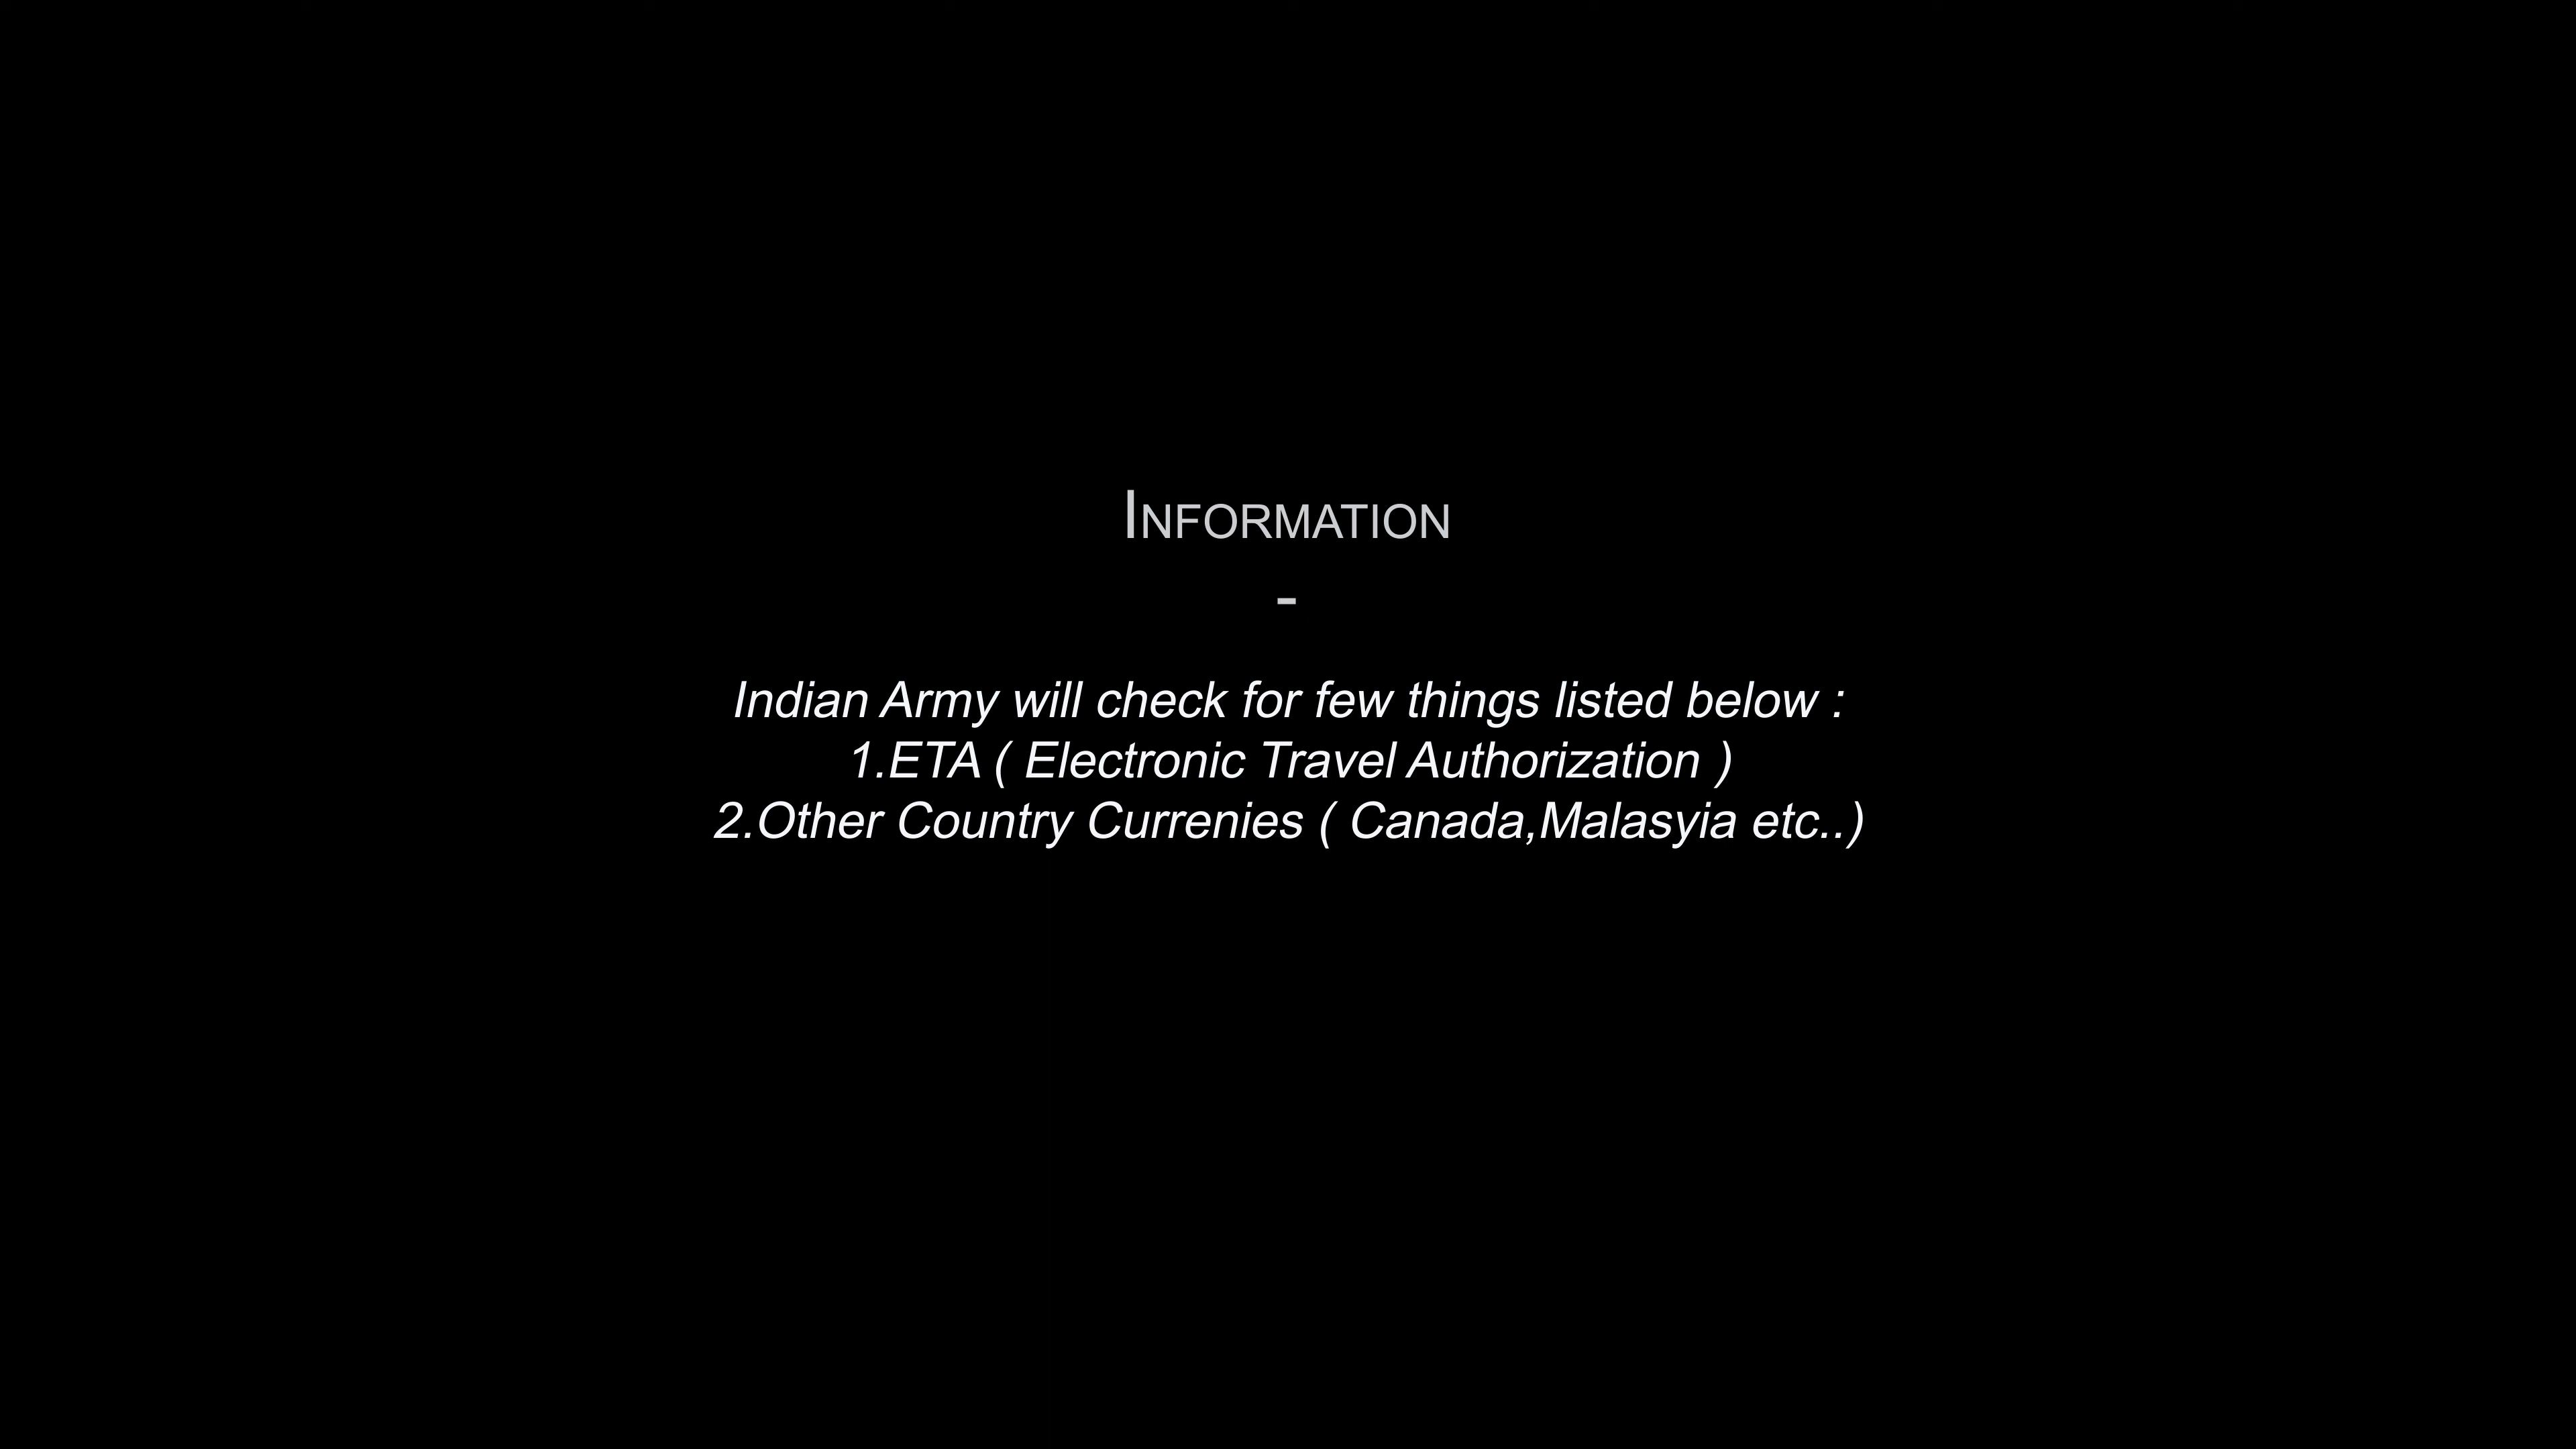 Information
-
Indian Army will check for few things listed below :
1.ETA ( Electronic Travel Authorization )
2.Other Country Currenies ( Canada,Malasyia etc..)